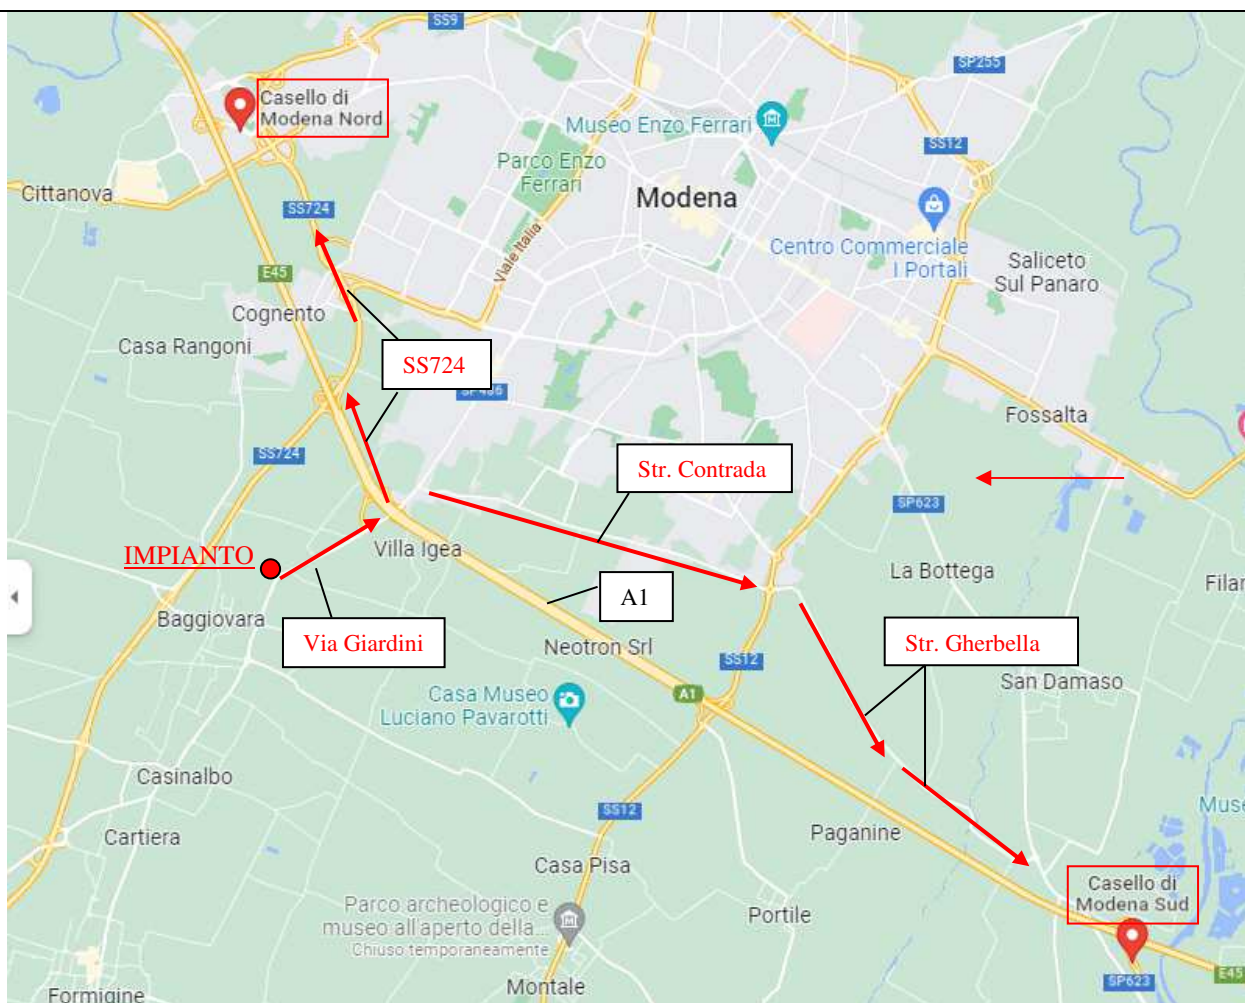 SS9
SP255
Casello di
Modena Nord
Museo Enzo Ferrari
SS12
Parco Enzo
Ferrari
Cittanova
Modena
SS724
Viale Italia
Centro Commerciale
I Portali
Saliceto
Sul Panaro
E45
Cognento
Casa Rangoni
SS724
SP486
Fossalta
SS724
Str. Contrada
SP623
IMPIANTO
Villa Igea
La Bottega
Filar
A1
Baggiovara
Via Giardini
Neotron Srl
Str. Gherbella
SS12
San Damaso
Casa Museo
Luciano Pavarotti
A1
Casinalbo
SS12
Muse
Cartiera
Paganine
Casa Pisa
Casello di
Modena Sud
Parco archeologico e
museo all'aperto della...
Chiuso temporaneamente
Portile
Montale
E45
SP623
Formigine